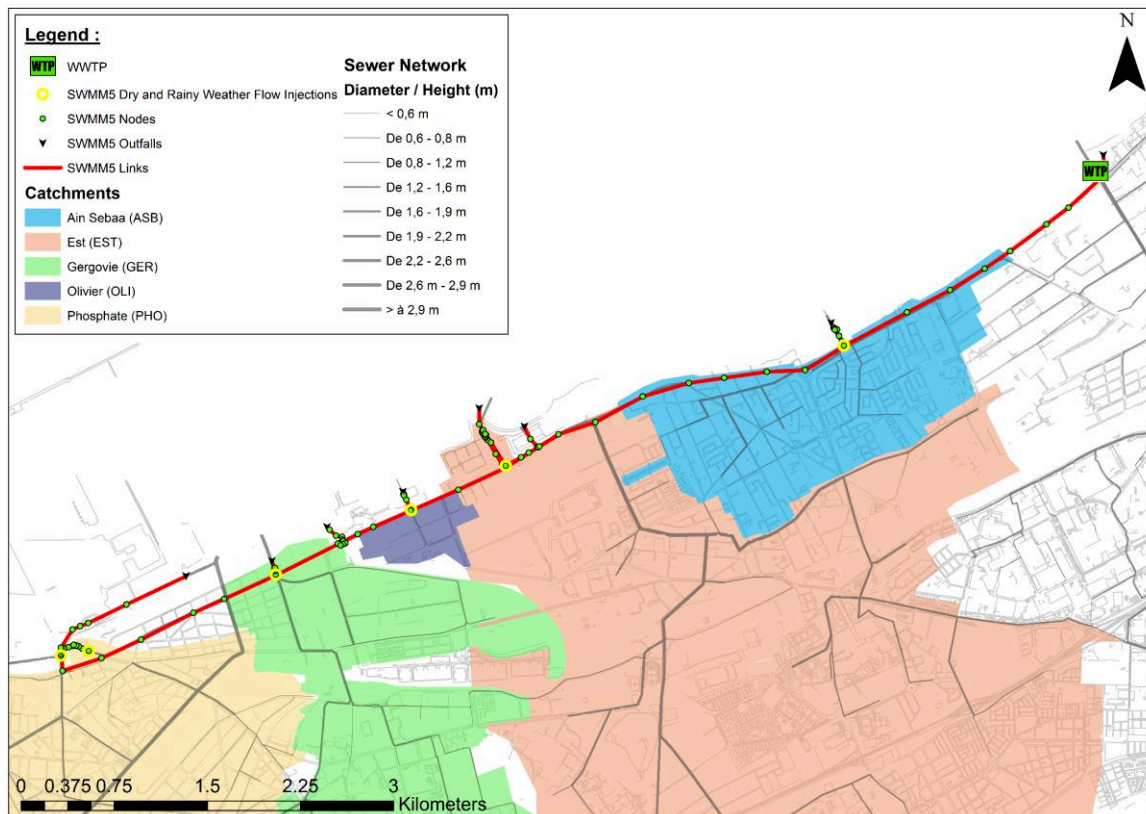 Legend :
WTP WWTP
SWMM5 Dry and Rainy Weather Flow Injections
SWMM5 Nodes
SWMM5 Outfalls
SWMM5 Links
Catchments
Ain Sebaa (ASB)
Est (EST)
Gergovie (GER)
Olivier (OLI)
Phosphate (PHO)
Sewer Network
Diameter / Height (m)
< 0,6 m
De 0,6 - 0,8 m
De 0,8 - 1,2 m
De 1,2 - 1,6 m
De 1,6 - 1,9 m
De 1,9 - 2,2 m
De 2,2 - 2,6 m
De 2,6 m - 2,9 m
> à 2,9 m
N
WTP
0 0.375 0.75 1.5 2.25 3
Kilometers